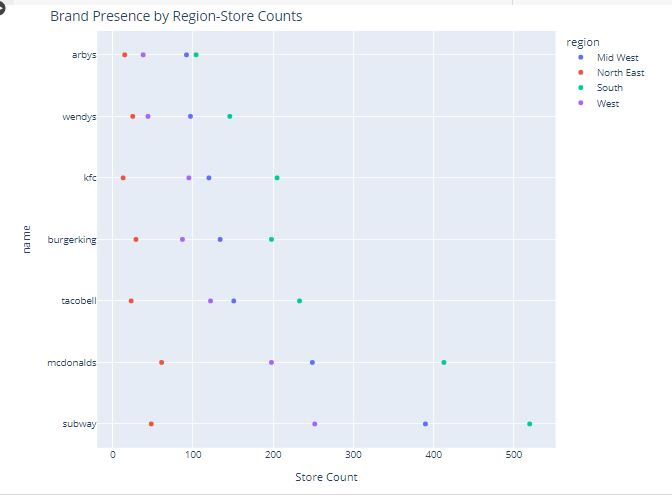 Brand Presence by Region-Store Counts
region
Mid West
North East
South
West
name
arbys
wendys
kfc
burgerking
tacobell
mcdonalds
subway
0 100 200 300 400 500
Store Count